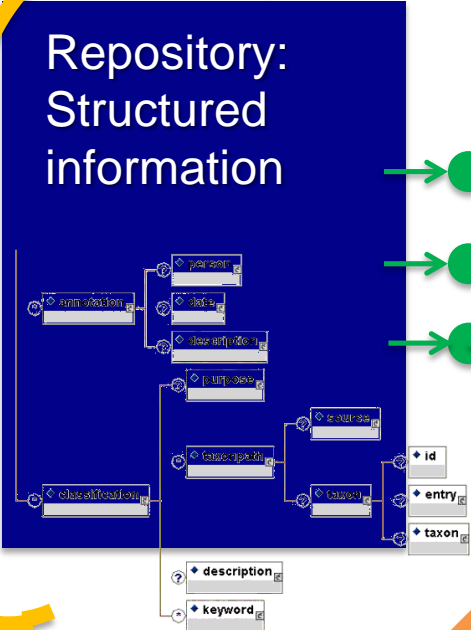 Repository:
Structured
information
person
annotation
date
description
purpose
source
taxonpath
id
classification
taxon
entry
taxon
description
keyword